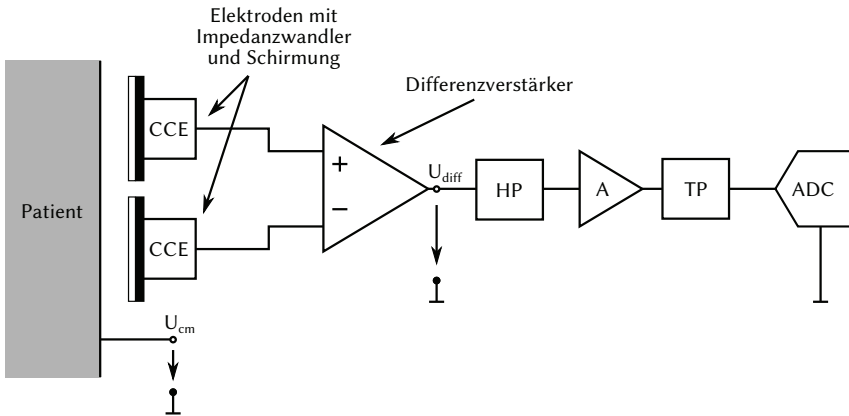 Elektroden mit
Impedanzwandler
und Schirmung
Differenzverstärker
CCE
+
U_diff
HP
A
TP
ADC
Patient
−
CCE
U_cm